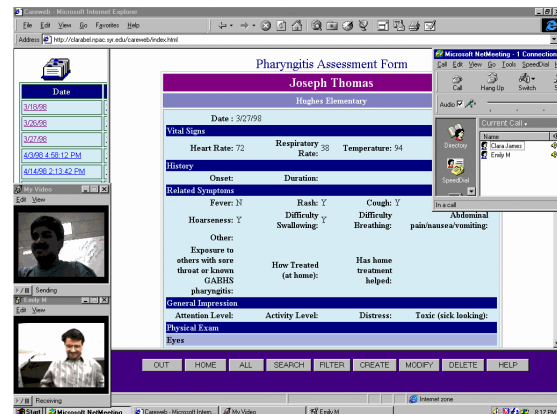 Careweb - Microsoft Internet Explorer
File Edit View Go Favorites Help
Address http://clarabel.npac.syr.edu/careweb/index.html
Date
3/18/98
3/26/98
3/27/98
4/3/98 4:58:12 PM
4/14/98 2:13:42 PM
My Video
Edit View
Sending
Emily M
Edit View
Receiving
Pharyngitis Assessment Form
Joseph Thomas
Hughes Elementary
Date : 3/27/98
Vital Signs
Heart Rate: 72 Respiratory Rate: 38 Temperature: 94
History
Onset: Duration:
Related Symptoms
Fever: N Rash: Y Cough: Y
Hoarseness: Y Difficulty Swallowing: Y Difficulty Breathing: Abdominal pain/nausea/vomiting:
Other:
Exposure to others with sore throat or known GABHS pharyngitis: How Treated (at home): Has home treatment helped:
General Impression
Attention Level: Activity Level: Distress: Toxic (sick looking):
Physical Exam
Eyes
OUT HOME ALL SEARCH FILTER CREATE MODIFY DELETE HELP
Internet zone
Microsoft NetMeeting - 1 Connection
Call Edit View Go Tools SpeedDial
Call Hang Up Switch
Audio
Current Call
Directory
SpeedDial
Name
Clara James
Emily M
In a call
Start Microsoft NetMeeting Careweb - Microsoft Intern... My Video Emily M 8:17 PM